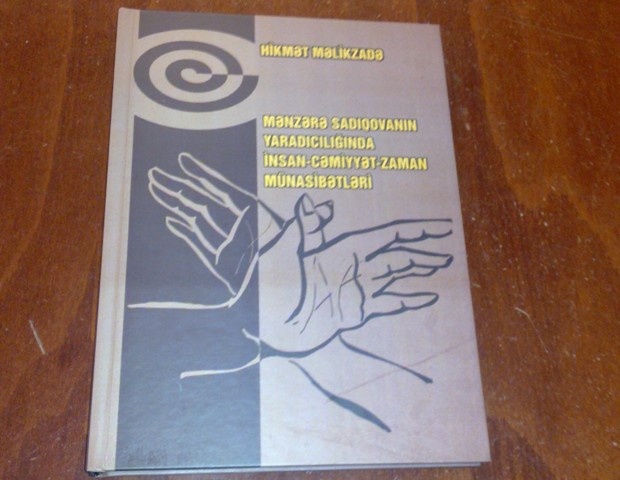 HİKMƏT MƏLİKZADƏ
MƏNZƏRƏ SADIQOVANIN
YARADICILIĞINDA
İNSAN-CƏMİYYƏT-ZAMAN
MÜNASİBƏTLƏRİ